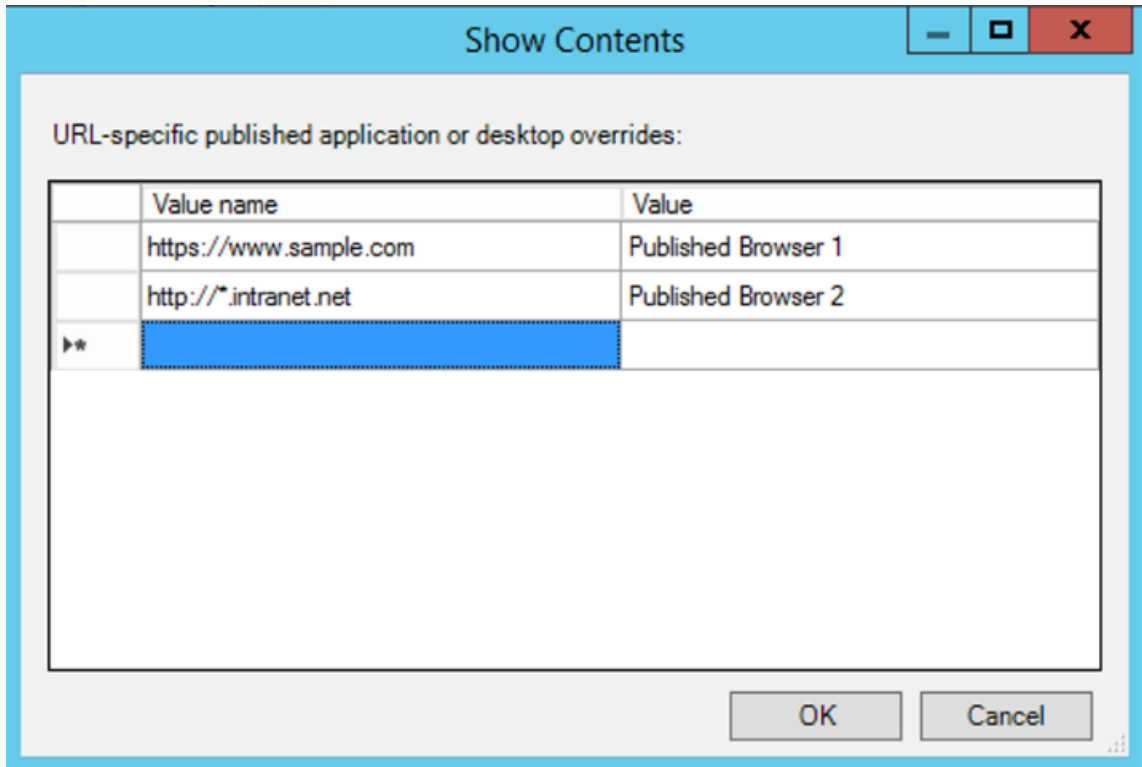 Show Contents
URL-specific published application or desktop overrides:
Value name Value
https://www.sample.com Published Browser 1
http://*.intranet.net Published Browser 2
OK Cancel